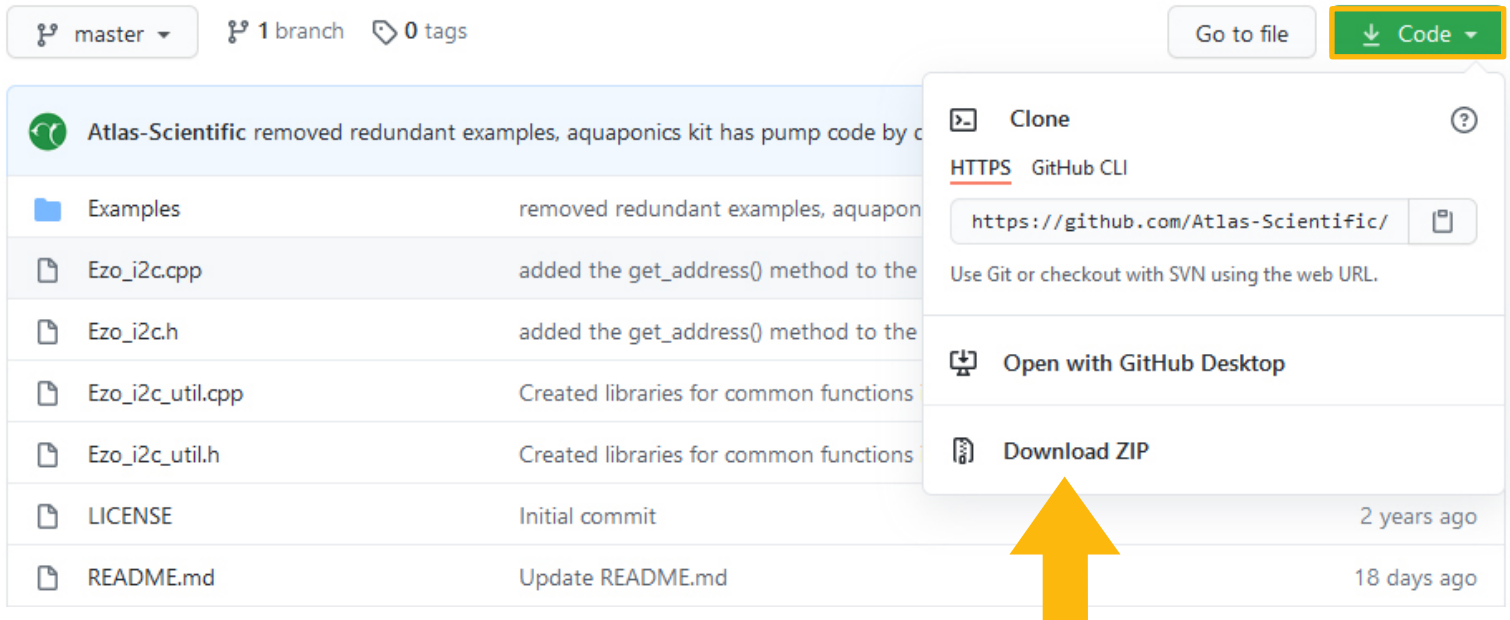 master 1 branch 0 tags Go to file Code
Atlas-Scientific removed redundant examples, aquaponics kit has pump code by
Clone
HTTPS GitHub CLI
https://github.com/Atlas-Scientific/
Use Git or checkout with SVN using the web URL.
Open with GitHub Desktop
Download ZIP
Examples removed redundant examples,
Ezo_i2c.cpp added the get_address() method to the
Ezo_i2c.h added the get_address() method to the
Ezo_i2c_util.cpp Created libraries for common functions
Ezo_i2c_util.h Created libraries for common functions
LICENSE Initial commit 2 years ago
README.md Update README.md 18 days ago